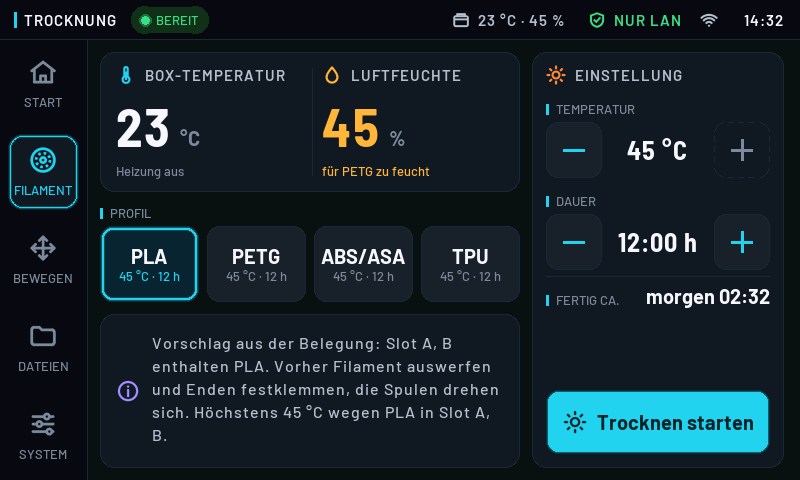 TROCKNUNG
BEREIT
23 °C · 45 %
NUR LAN
14:32
START
FILAMENT
BEWEGEN
DATEIEN
SYSTEM
BOX-TEMPERATUR
23 °C
Heizung aus
LUFTFEUCHTE
45 %
für PETG zu feucht
PROFIL
PLA
45 °C · 12 h
PETG
45 °C · 12 h
ABS/ASA
45 °C · 12 h
TPU
45 °C · 12 h
Vorschlag aus der Belegung: Slot A, B
enthalten PLA. Vorher Filament auswerfen
und Enden festklemmen, die Spulen drehen
sich. Höchstens 45 °C wegen PLA in Slot A,
B.
EINSTELLUNG
TEMPERATUR
45 °C
DAUER
12:00 h
FERTIG CA. morgen 02:32
Trocknen starten